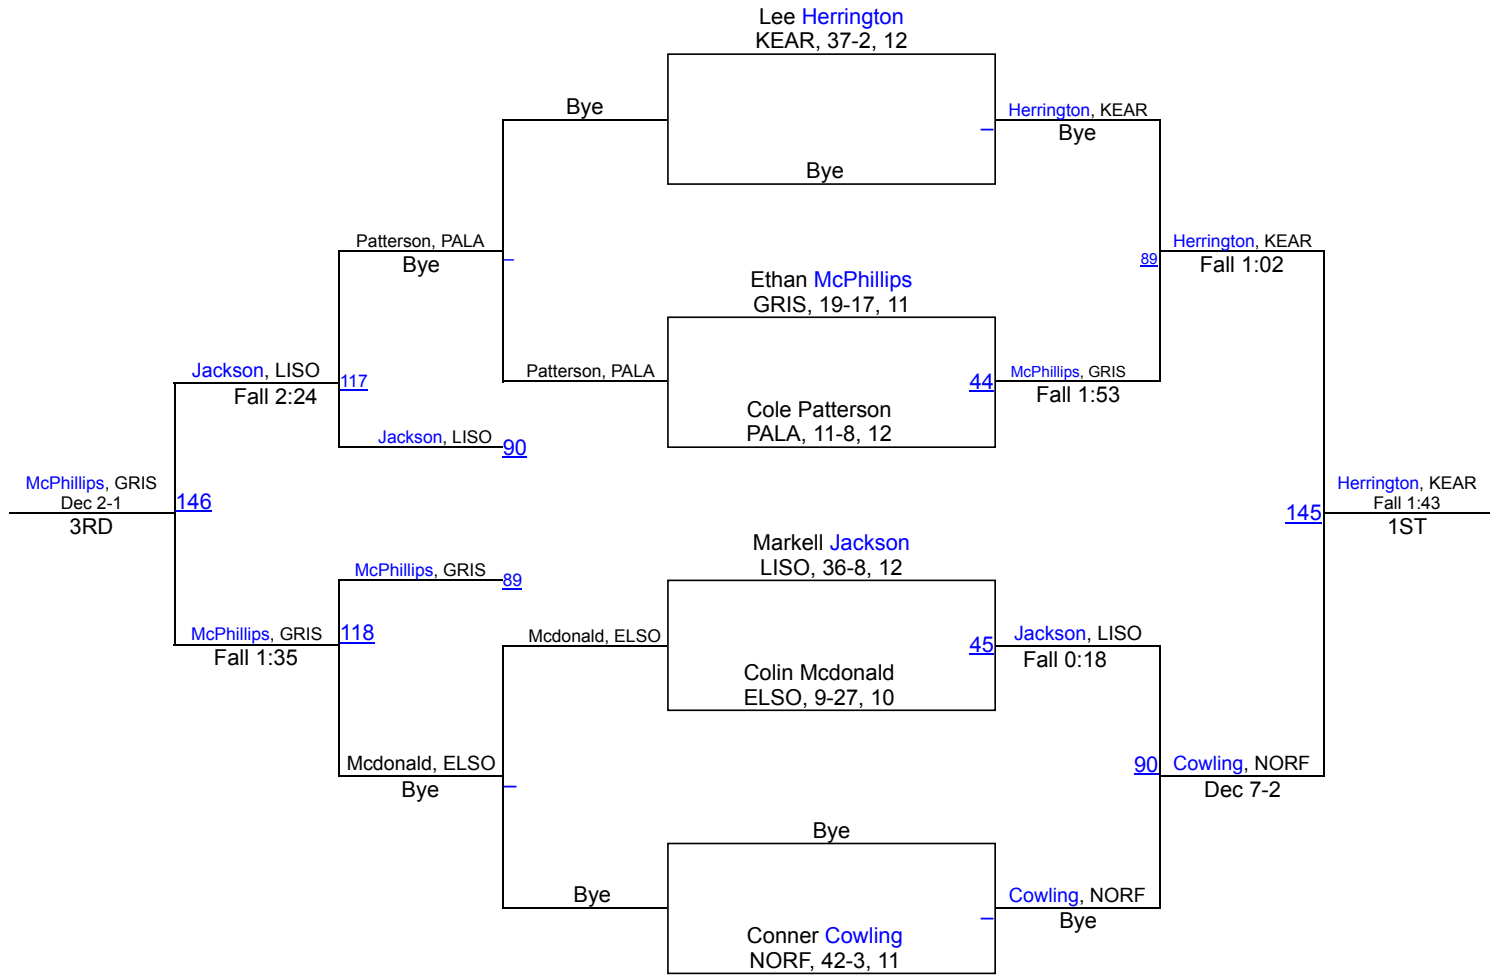 Lee Herrington
KEAR, 37-2, 12
Bye
Herrington, KEAR
Bye
Bye
Patterson, PALA
Bye
Herrington, KEAR
89
Fall 1:02
Ethan McPhillips
GRIS, 19-17, 11
Jackson, LISO
117
Fall 2:24
Patterson, PALA
44
McPhillips, GRIS
Fall 1:53
Cole Patterson
PALA, 11-8, 12
Jackson, LISO
90
McPhillips, GRIS
Dec 2-1
3RD
146
145
Herrington, KEAR
Fall 1:43
1ST
Markell Jackson
LISO, 36-8, 12
McPhillips, GRIS
89
McPhillips, GRIS
118
Fall 1:35
Mcdonald, ELSO
45
Jackson, LISO
Fall 0:18
Colin Mcdonald
ELSO, 9-27, 10
Mcdonald, ELSO
Bye
90
Cowling, NORF
Dec 7-2
Bye
Bye
Cowling, NORF
Bye
Conner Cowling
NORF, 42-3, 11